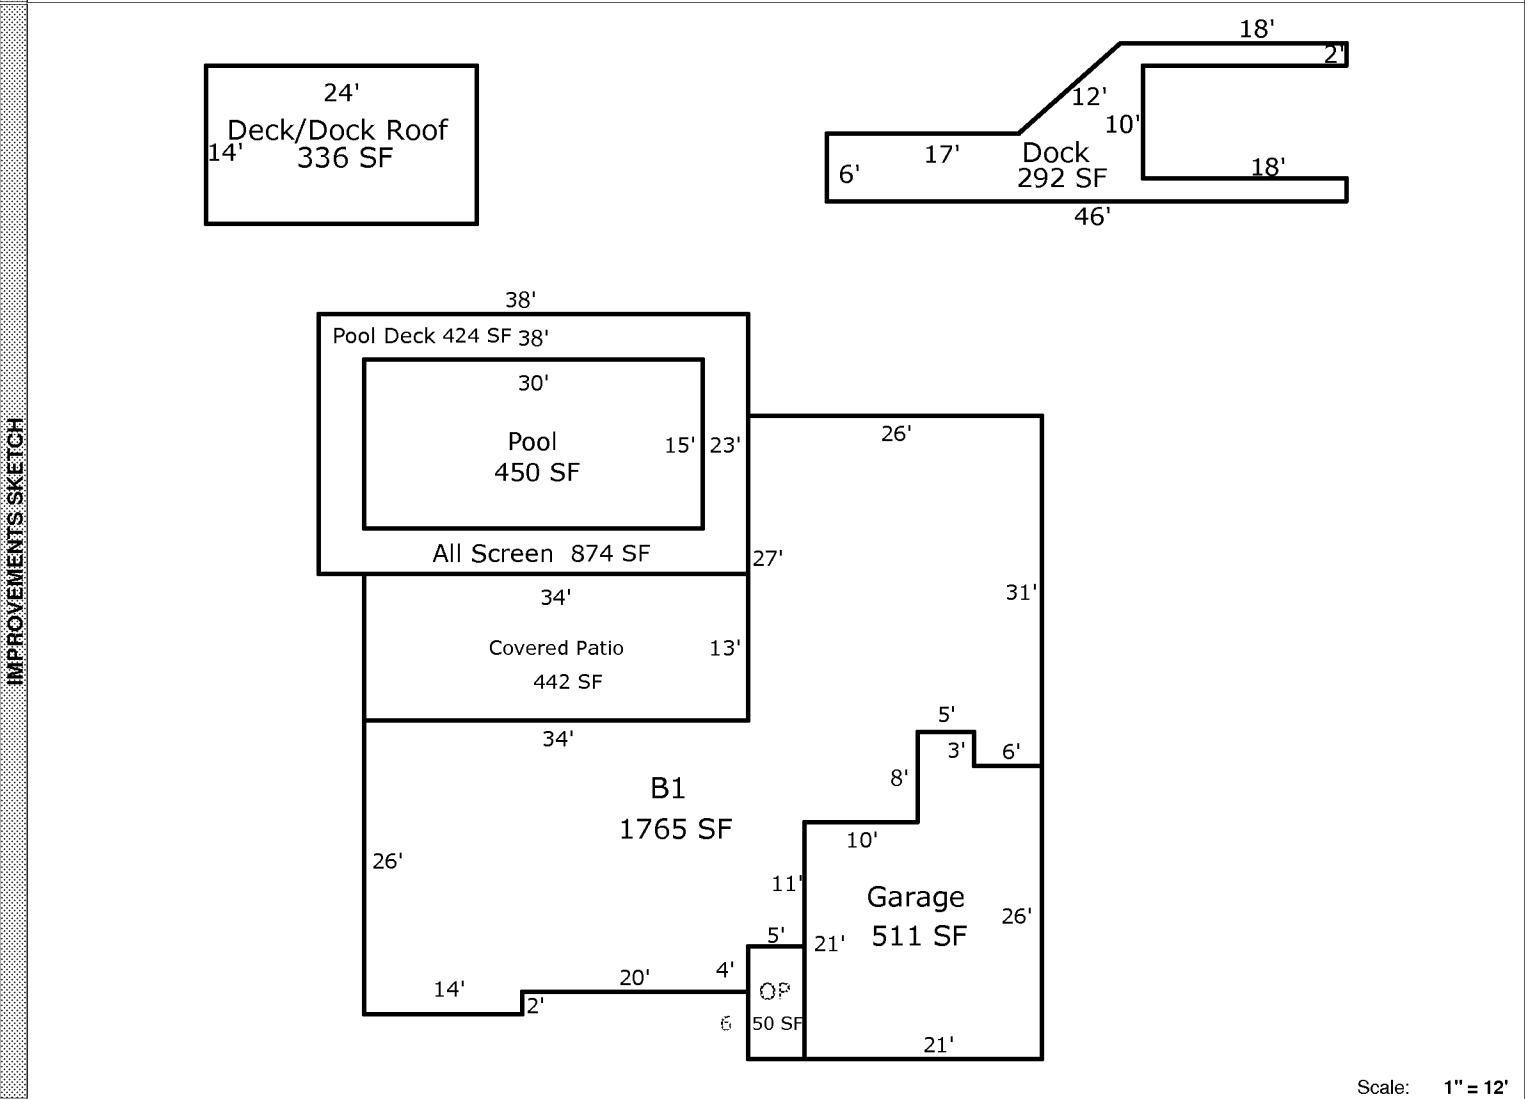 IMPROVEMENTS SKETCH
18'
2'
24'
Deck/Dock Roof
14'
336 SF
12'
10'
17'
Dock
6'
292 SF
18'
46'
38'
Pool Deck 424 SF 38'
30'
26'
Pool
15' 23'
450 SF
All Screen 874 SF
27'
34'
31'
Covered Patio
13'
442 SF
5'
34'
3' 6'
B1
8'
1765 SF
10'
26'
11'
Garage
26'
5'
21'
511 SF
4'
20'
14'
OP
2'
6
50 SF
21'
Scale: 1" = 12'